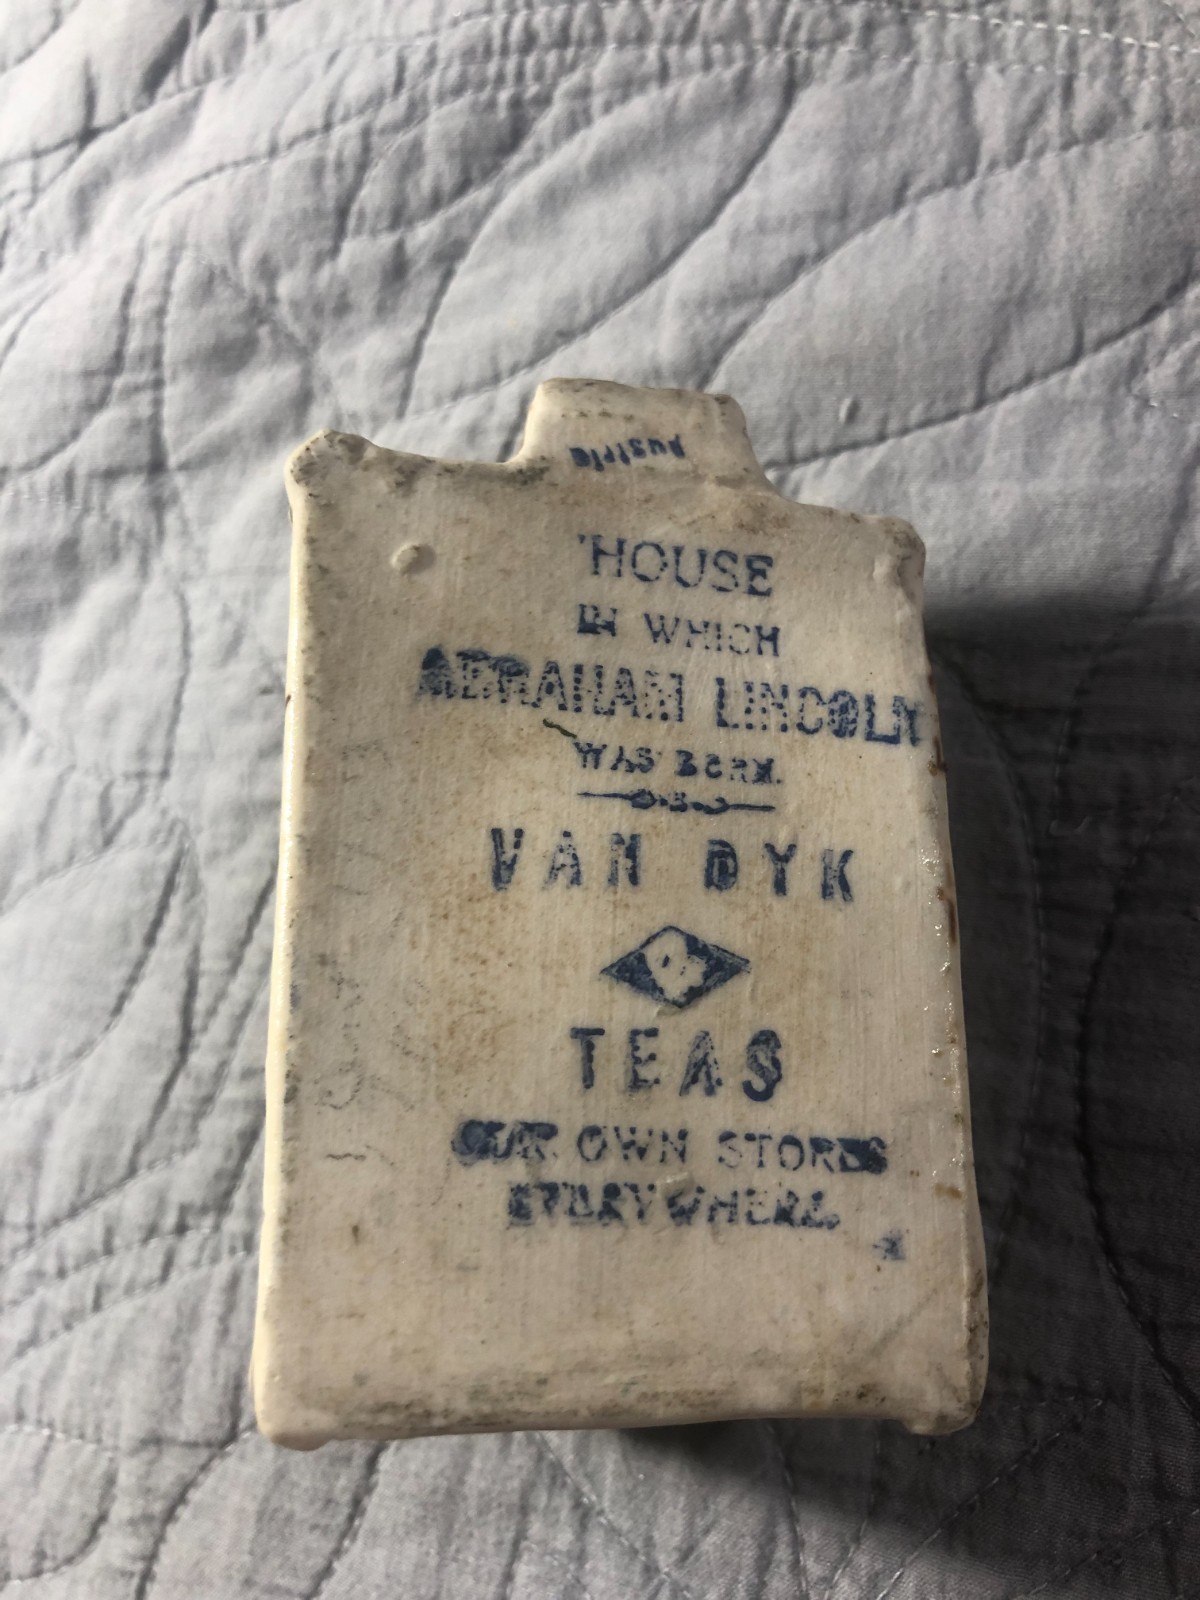 Austria
HOUSE
IN WHICH
ABRAHAM LINCOLN
WAS BORN.
VAN DYK
TEAS
OUR OWN STORES
EVERYWHERE.